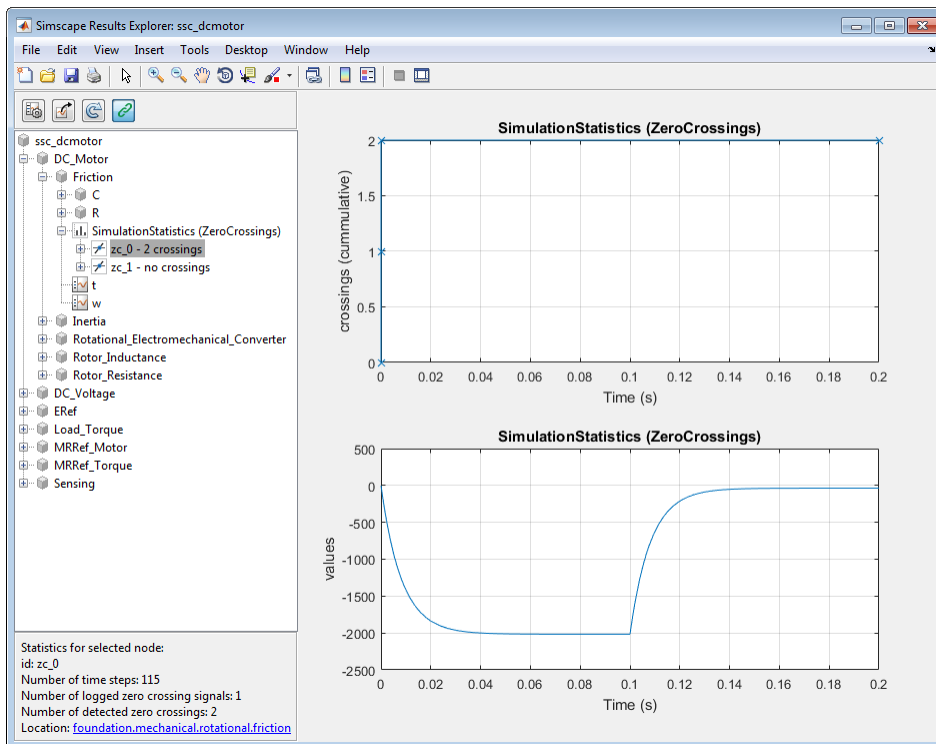 Simscape Results Explorer: ssc_dcmotor
File Edit View Insert Tools Desktop Window Help
ssc_dcmotor
DC_Motor
Friction
C
R
SimulationStatistics (ZeroCrossings)
zc_0 - 2 crossings
zc_1 - no crossings
t
w
Inertia
Rotational_Electromechanical_Converter
Rotor_Inductance
Rotor_Resistance
DC_Voltage
ERef
Load_Torque
MRRef_Motor
MRRef_Torque
Sensing
Statistics for selected node:
id: zc_0
Number of time steps: 115
Number of logged zero crossing signals: 1
Number of detected zero crossings: 2
Location: foundation.mechanical.rotational.friction
SimulationStatistics (ZeroCrossings)
crossings (cummulative)
2
1.5
1
0.5
0
0 0.02 0.04 0.06 0.08 0.1 0.12 0.14 0.16 0.18 0.2
Time (s)
SimulationStatistics (ZeroCrossings)
values
500
0
-500
-1000
-1500
-2000
-2500
0 0.02 0.04 0.06 0.08 0.1 0.12 0.14 0.16 0.18 0.2
Time (s)